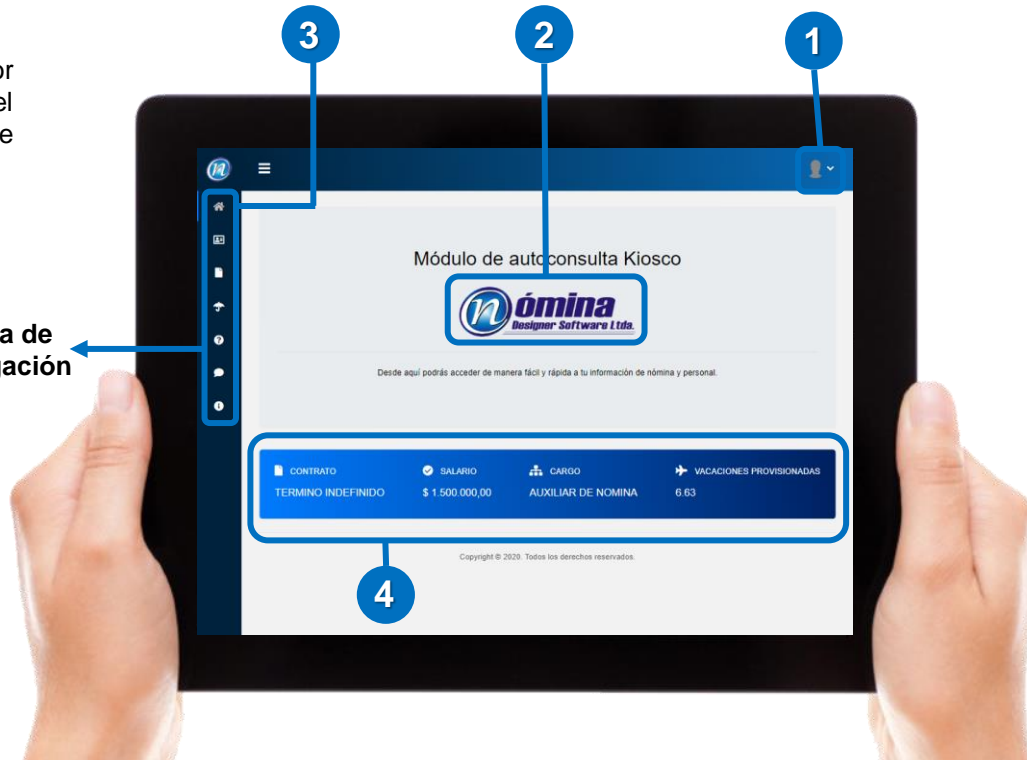 3
2
1
or
el
e
Módulo de autoconsulta Kiosco
nómina
Designer Software Ltda.
a de
gación
Desde aquí podrás acceder de manera fácil y rápida a tu información de nómina y personal.
CONTRATO SALARIO CARGO VACACIONES PROVISIONADAS
TERMINO INDEFINIDO $ 1.500.000,00 AUXILIAR DE NOMINA 6.63
Copyright © 2020. Todos los derechos reservados.
4